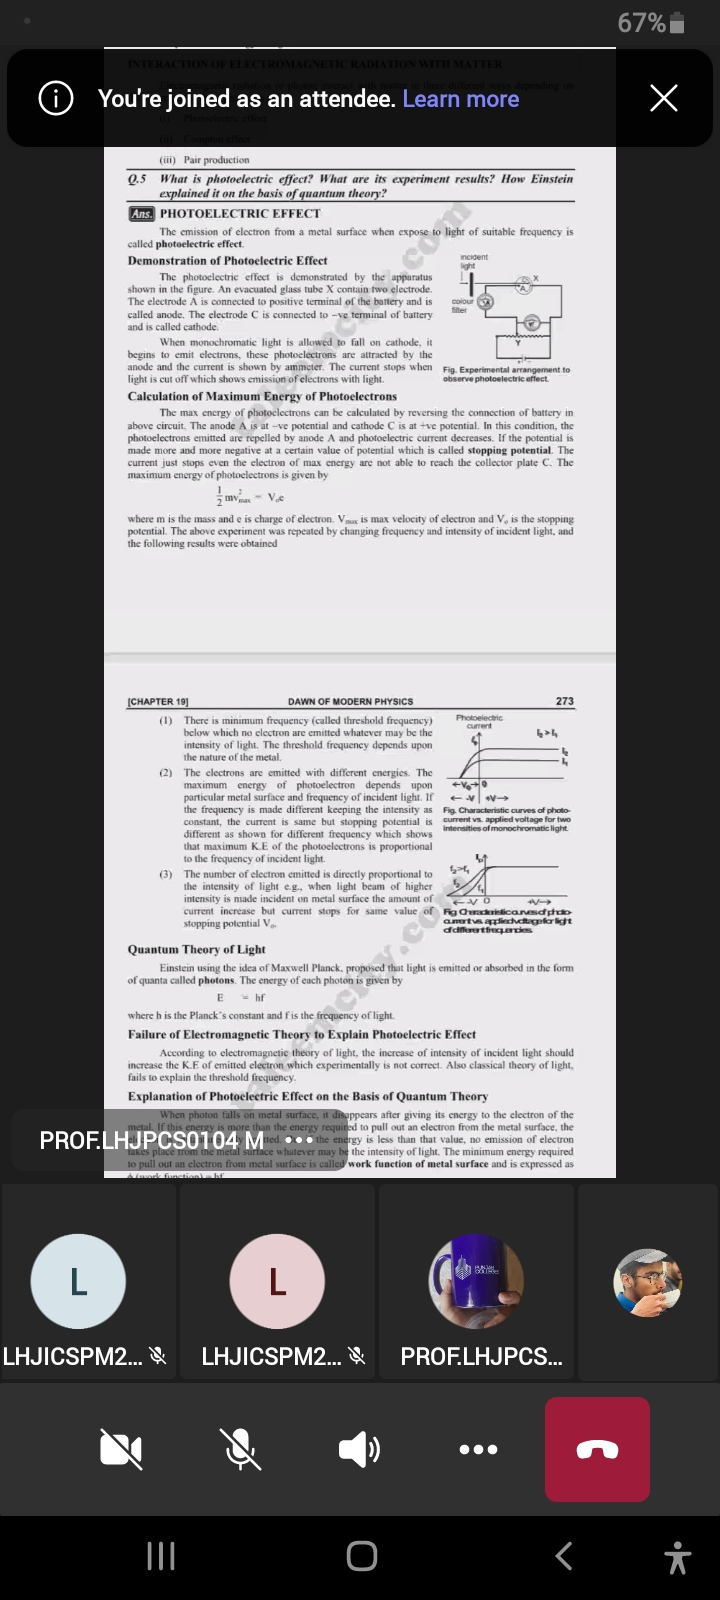 67%
INTERACTION OF ELECTROMAGNETIC RADIATION WITH MATTER
You're joined as an attendee. Learn more
(i) Photoelectric effect
(ii) Compton effect
(iii) Pair production
Q.5 What is photoelectric effect? What are its experiment results? How Einstein
explained it on the basis of quantum theory?
Ans. PHOTOELECTRIC EFFECT
The emission of electron from a metal surface when expose to light of suitable frequency is
called photoelectric effect.
Demonstration of Photoelectric Effect
The photoelectric effect is demonstrated by the apparatus
shown in the figure. An evacuated glass tube X contain two electrode.
The electrode A is connected to positive terminal of the battery and is
called anode. The electrode C is connected to –ve terminal of battery
and is called cathode.
When monochromatic light is allowed to fall on cathode, it
begins to emit electrons, these photoelectrons are attracted by the
anode and the current is shown by ammeter. The current stops when
light is cut off which shows emission of electrons with light.
incident
light
X
A
colour
filter
Y
Fig. Experimental arrangement to
observe photoelectric effect.
Calculation of Maximum Energy of Photoelectrons
The max energy of photoelectrons can be calculated by reversing the connection of battery in
above circuit. The anode A is at –ve potential and cathode C is at +ve potential. In this condition, the
photoelectrons emitted are repelled by anode A and photoelectric current decreases. If the potential is
made more and more negative at a certain value of potential which is called stopping potential. The
current just stops even the electron of max energy are not able to reach the collector plate C. The
maximum energy of photoelectrons is given by
1/2 mv²max = Vₒe
where m is the mass and e is charge of electron. Vmax is max velocity of electron and Vₒ is the stopping
potential. The above experiment was repeated by changing frequency and intensity of incident light, and
the following results were obtained
[CHAPTER 19] DAWN OF MODERN PHYSICS 273
(1) There is minimum frequency (called threshold frequency)
below which no electron are emitted whatever may be the
intensity of light. The threshold frequency depends upon
the nature of the metal.
(2) The electrons are emitted with different energies. The
maximum energy of photoelectron depends upon
particular metal surface and frequency of incident light. If
the frequency is made different keeping the intensity as
constant, the current is same but stopping potential is
different as shown for different frequency which shows
that maximum K.E of the photoelectrons is proportional
to the frequency of incident light.
(3) The number of electron emitted is directly proportional to
the intensity of light e.g., when light beam of higher
intensity is made incident on metal surface the amount of
current increase but current stops for same value of
stopping potential Vₒ.
Photoelectric
current
I₂ > I₁
I₂
I₁
Vₒ 0
-V +V
Fig. Characteristic curves of photo-
current vs. applied voltage for two
intensities of monochromatic light.
f₂>f₁
f₂
f₁
-V O +V
Fig. Characteristic curves of photo-
current vs. applied voltage for light
of different frequencies.
Quantum Theory of Light
Einstein using the idea of Maxwell Planck, proposed that light is emitted or absorbed in the form
of quanta called photons. The energy of each photon is given by
E = hf
where h is the Planck's constant and f is the frequency of light.
Failure of Electromagnetic Theory to Explain Photoelectric Effect
According to electromagnetic theory of light, the increase of intensity of incident light should
increase the K.E of emitted electron which experimentally is not correct. Also classical theory of light,
fails to explain the threshold frequency.
Explanation of Photoelectric Effect on the Basis of Quantum Theory
When photon falls on metal surface, it disappears after giving its energy to the electron of the
metal. If this energy is more than the energy required to pull out an electron from the metal surface, the
the energy is less than that value, no emission of electron
takes place from the metal surface whatever may be the intensity of light. The minimum energy required
to pull out an electron from metal surface is called work function of metal surface and is expressed as
ϕ (work function) = hf
taleemcity.com
taleemcity.com
PROF.LHJPCS0104 M
L
L
PUNJAB
COLLEGES
LHJICSPM2...
LHJICSPM2...
PROF.LHJPCS...